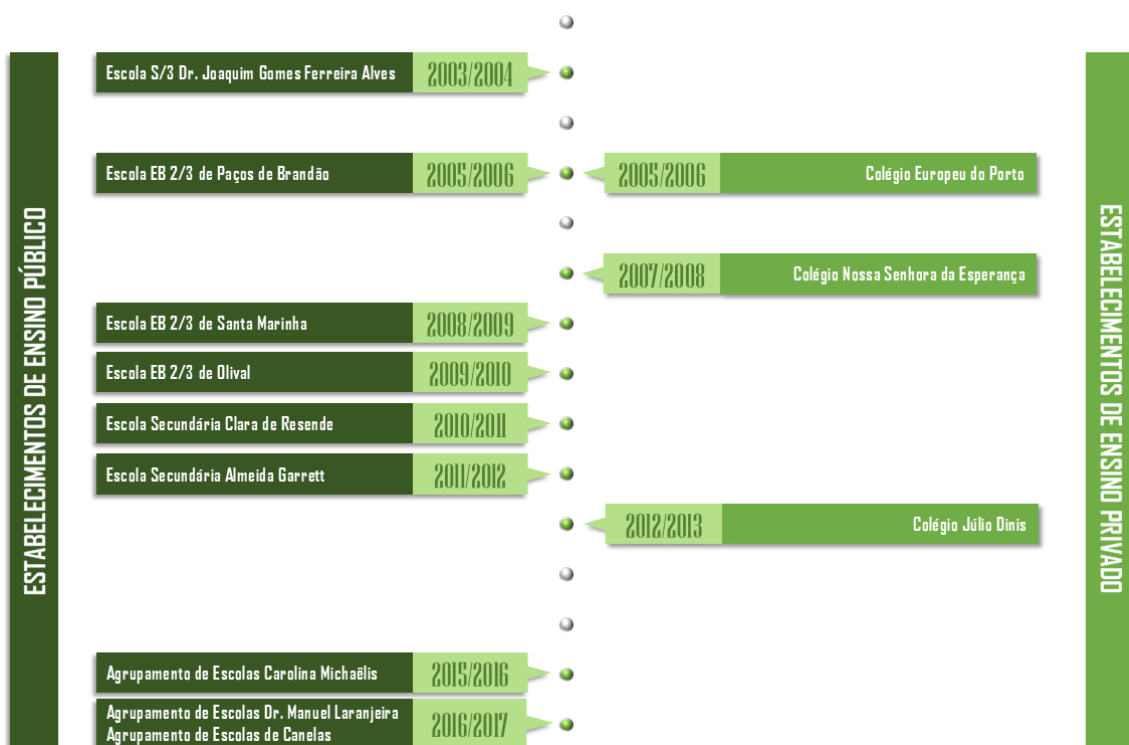 ESTABELECIMENTOS DE ENSINO PÚBLICO
Escola S/3 Dr. Joaquim Gomes Ferreira Alves 2003/2004
Escola EB 2/3 de Paços de Brandão 2005/2006
2005/2006 Colégio Europeu do Porto
2007/2008 Colégio Nossa Senhora da Esperança
Escola EB 2/3 de Santa Marinha 2008/2009
Escola EB 2/3 de Olival 2009/2010
Escola Secundária Clara de Resende 2010/2011
Escola Secundária Almeida Garrett 2011/2012
2012/2013 Colégio Júlio Dinis
Agrupamento de Escolas Carolina Michaëlis 2015/2016
Agrupamento de Escolas Dr. Manuel Laranjeira
Agrupamento de Escolas de Canelas
2016/2017
ESTABELECIMENTOS DE ENSINO PRIVADO